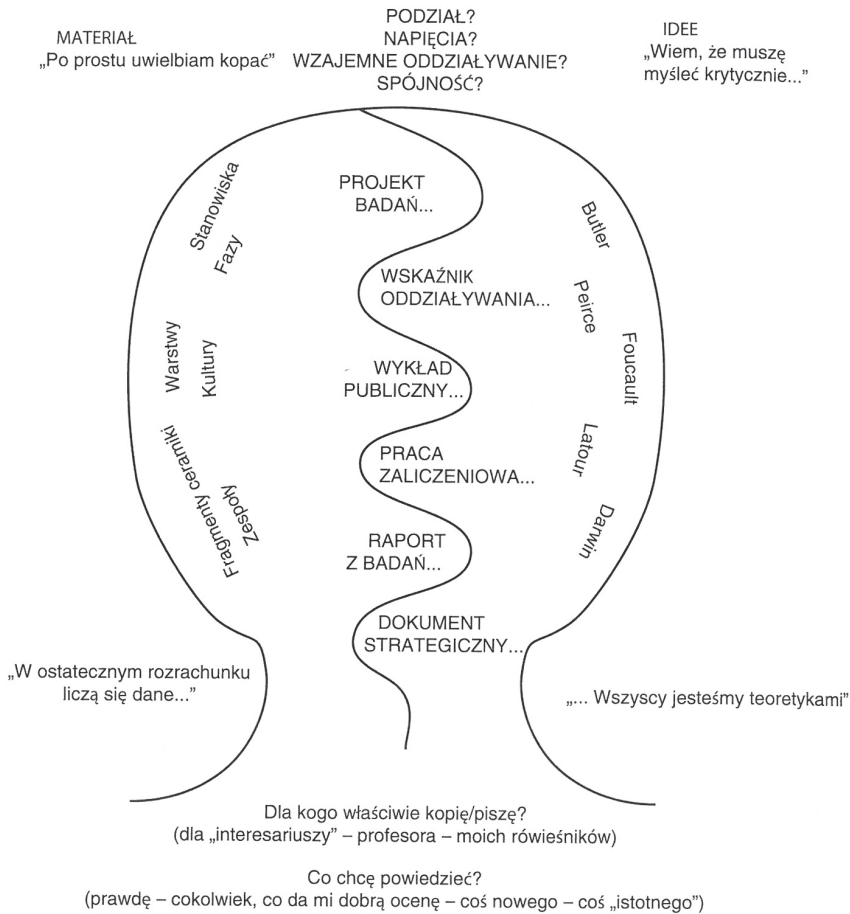 MATERIAŁ
„Po prostu uwielbiam kopać”
PODZIAŁ?
NAPIĘCIA?
WZAJEMNE ODDZIAŁYWANIE?
SPÓJNOŚĆ?
IDEE
„Wiem, że muszę
myśleć krytycznie...”
Stanowiska
Fazy
Warstwy
Kultury
Fragmenty ceramiki
Zespoły
PROJEKT
BADAŃ...
WSKAŹNIK
ODDZIAŁYWANIA...
WYKŁAD
PUBLICZNY...
PRACA
ZALICZENIOWA...
RAPORT
Z BADAŃ...
DOKUMENT
STRATEGICZNY...
Butler
Peirce
Foucault
Latour
Darwin
„W ostatecznym rozrachunku
liczą się dane...”
„... Wszyscy jesteśmy teoretykami”
Dla kogo właściwie kopię/piszę?
(dla „interesariuszy” – profesora – moich rówieśników)
Co chcę powiedzieć?
(prawdę – cokolwiek, co da mi dobrą ocenę – coś nowego – coś „istotnego”)